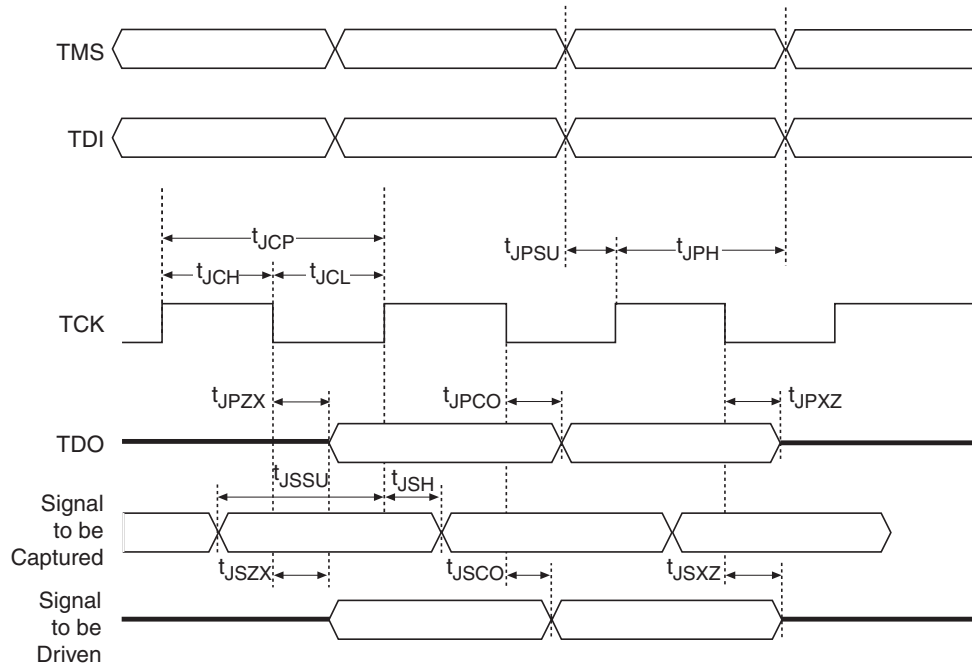 TMS
TDI
tJCP
tJPSU
tJPH
tJCH
tJCL
TCK
tJPZX
tJPCO
tJPXZ
TDO
tJSSU
tJSH
Signal
to be
Captured
tJSZX
tJSCO
tJSXZ
Signal
to be
Driven